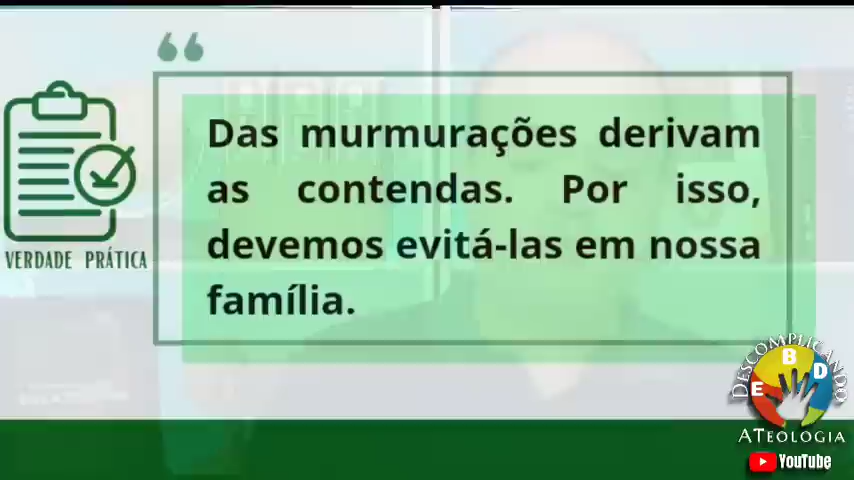 “
Das murmurações derivam
as contendas. Por isso,
devemos evitá-las em nossa
família.
VERDADE PRÁTICA
DESCOMPLICANDO
EBD
ATEOLOGIA
YouTube